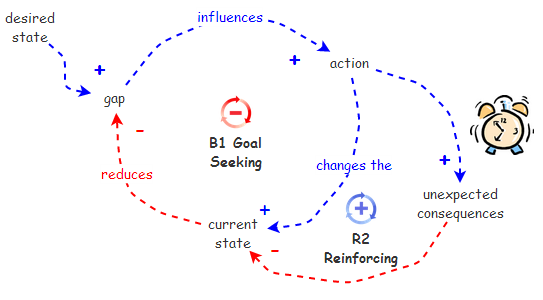 desired
state
influences
+
+
action
gap
-
B1 Goal
Seeking
+
reduces
changes the
unexpected
consequences
+
current
state
R2
Reinforcing
-